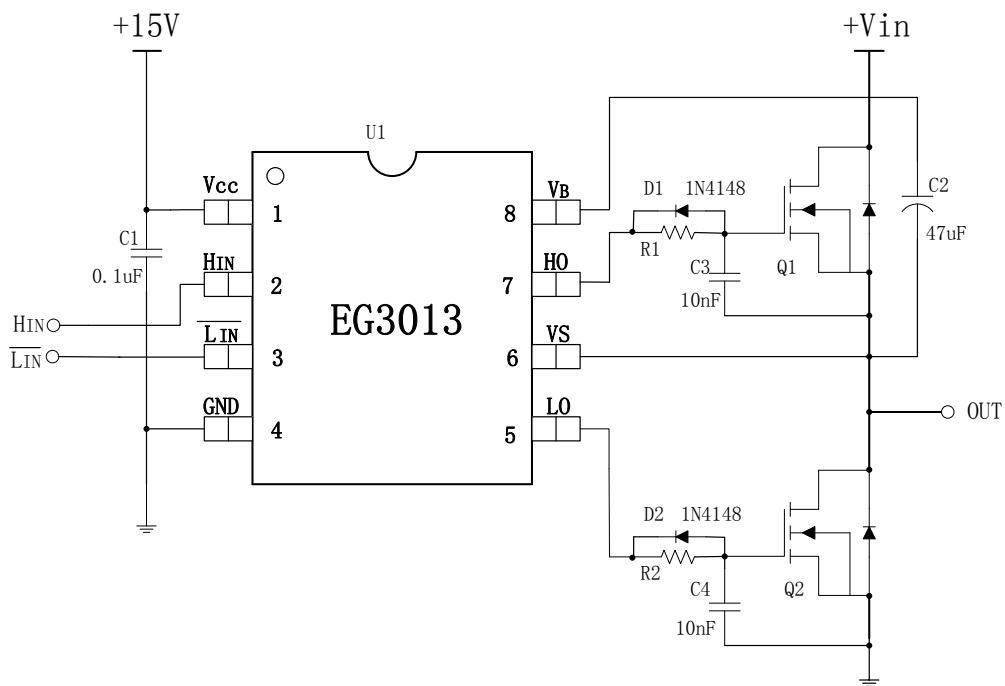 +15V
+Vin
U1
Vcc
VB
1
8
D1 1N4148
C2
47uF
C1
0.1uF
HIN
HO
2
7
R1
C3
10nF
Q1
EG3013
HIN
LIN
LIN
VS
3
6
GND
LO
4
5
OUT
D2 1N4148
R2
C4
10nF
Q2